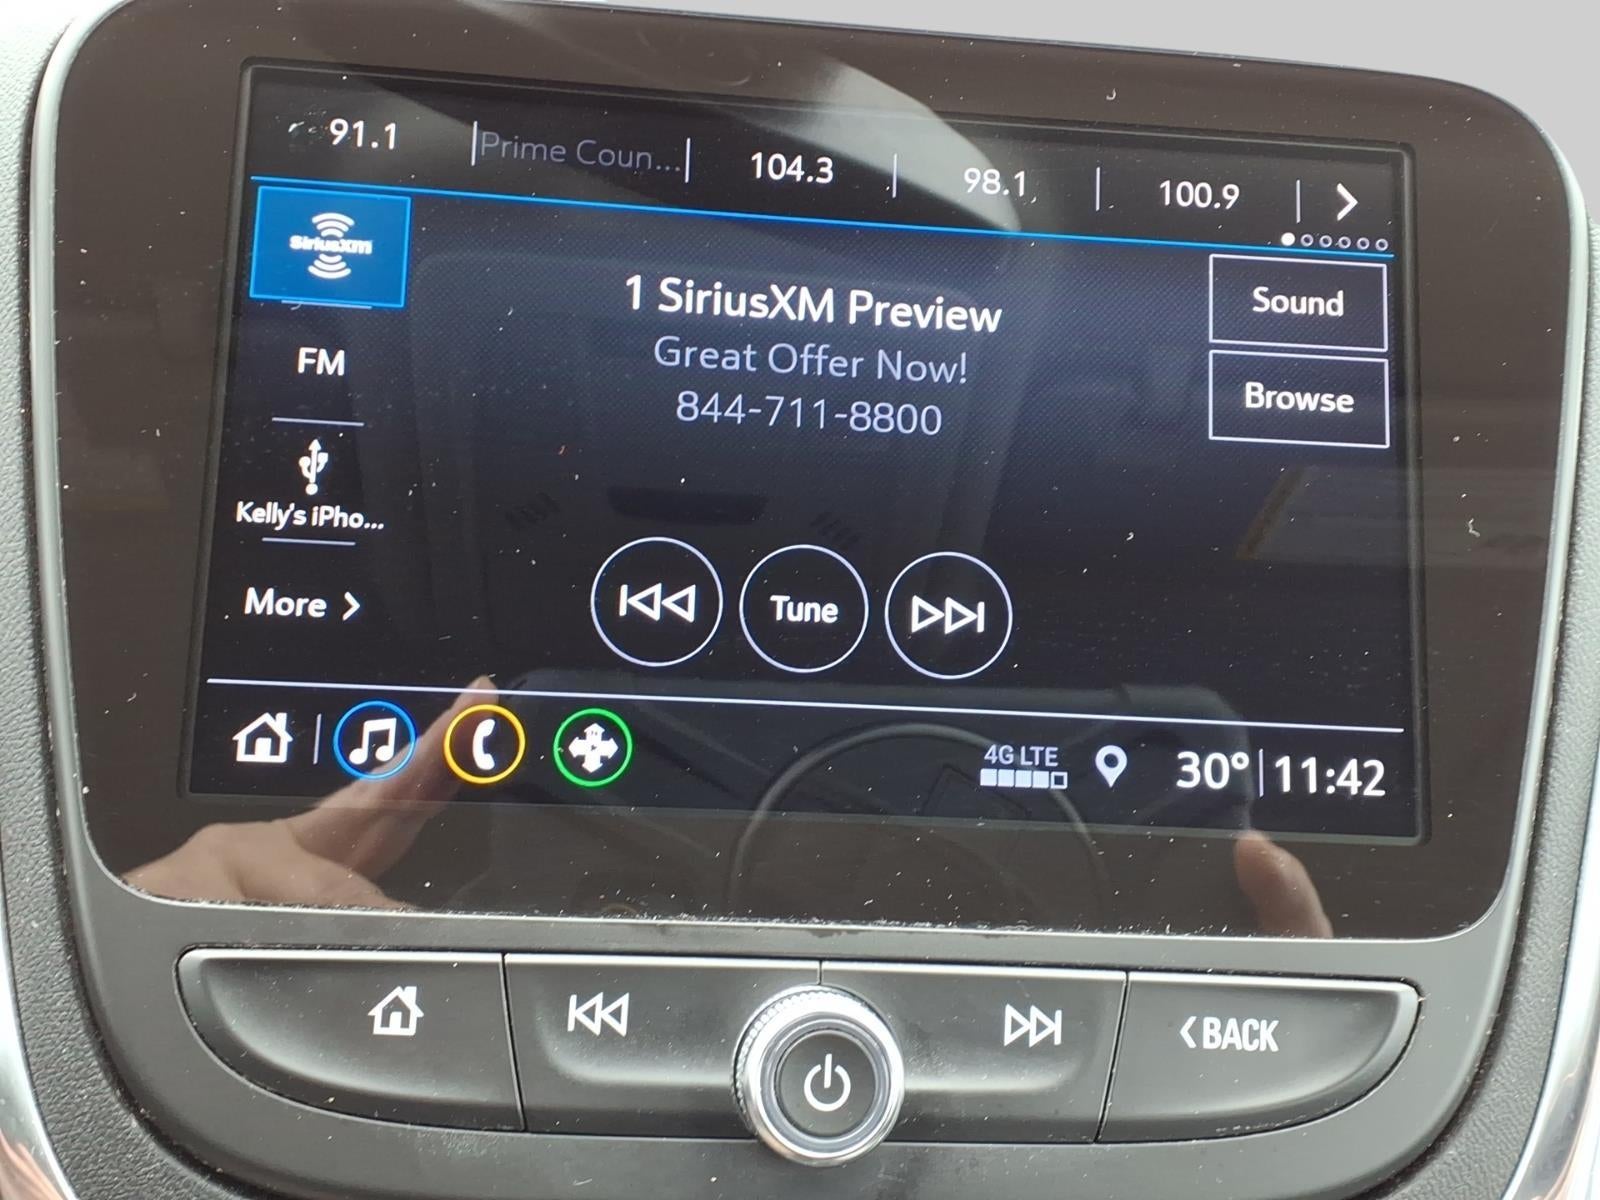 91.1
Prime Coun...
104.3
98.1
100.9
SiriusXM
1 SiriusXM Preview
Great Offer Now!
844-711-8800
Sound
Browse
FM
Kelly's iPho...
More
Tune
4G LTE
30°
11:42
BACK